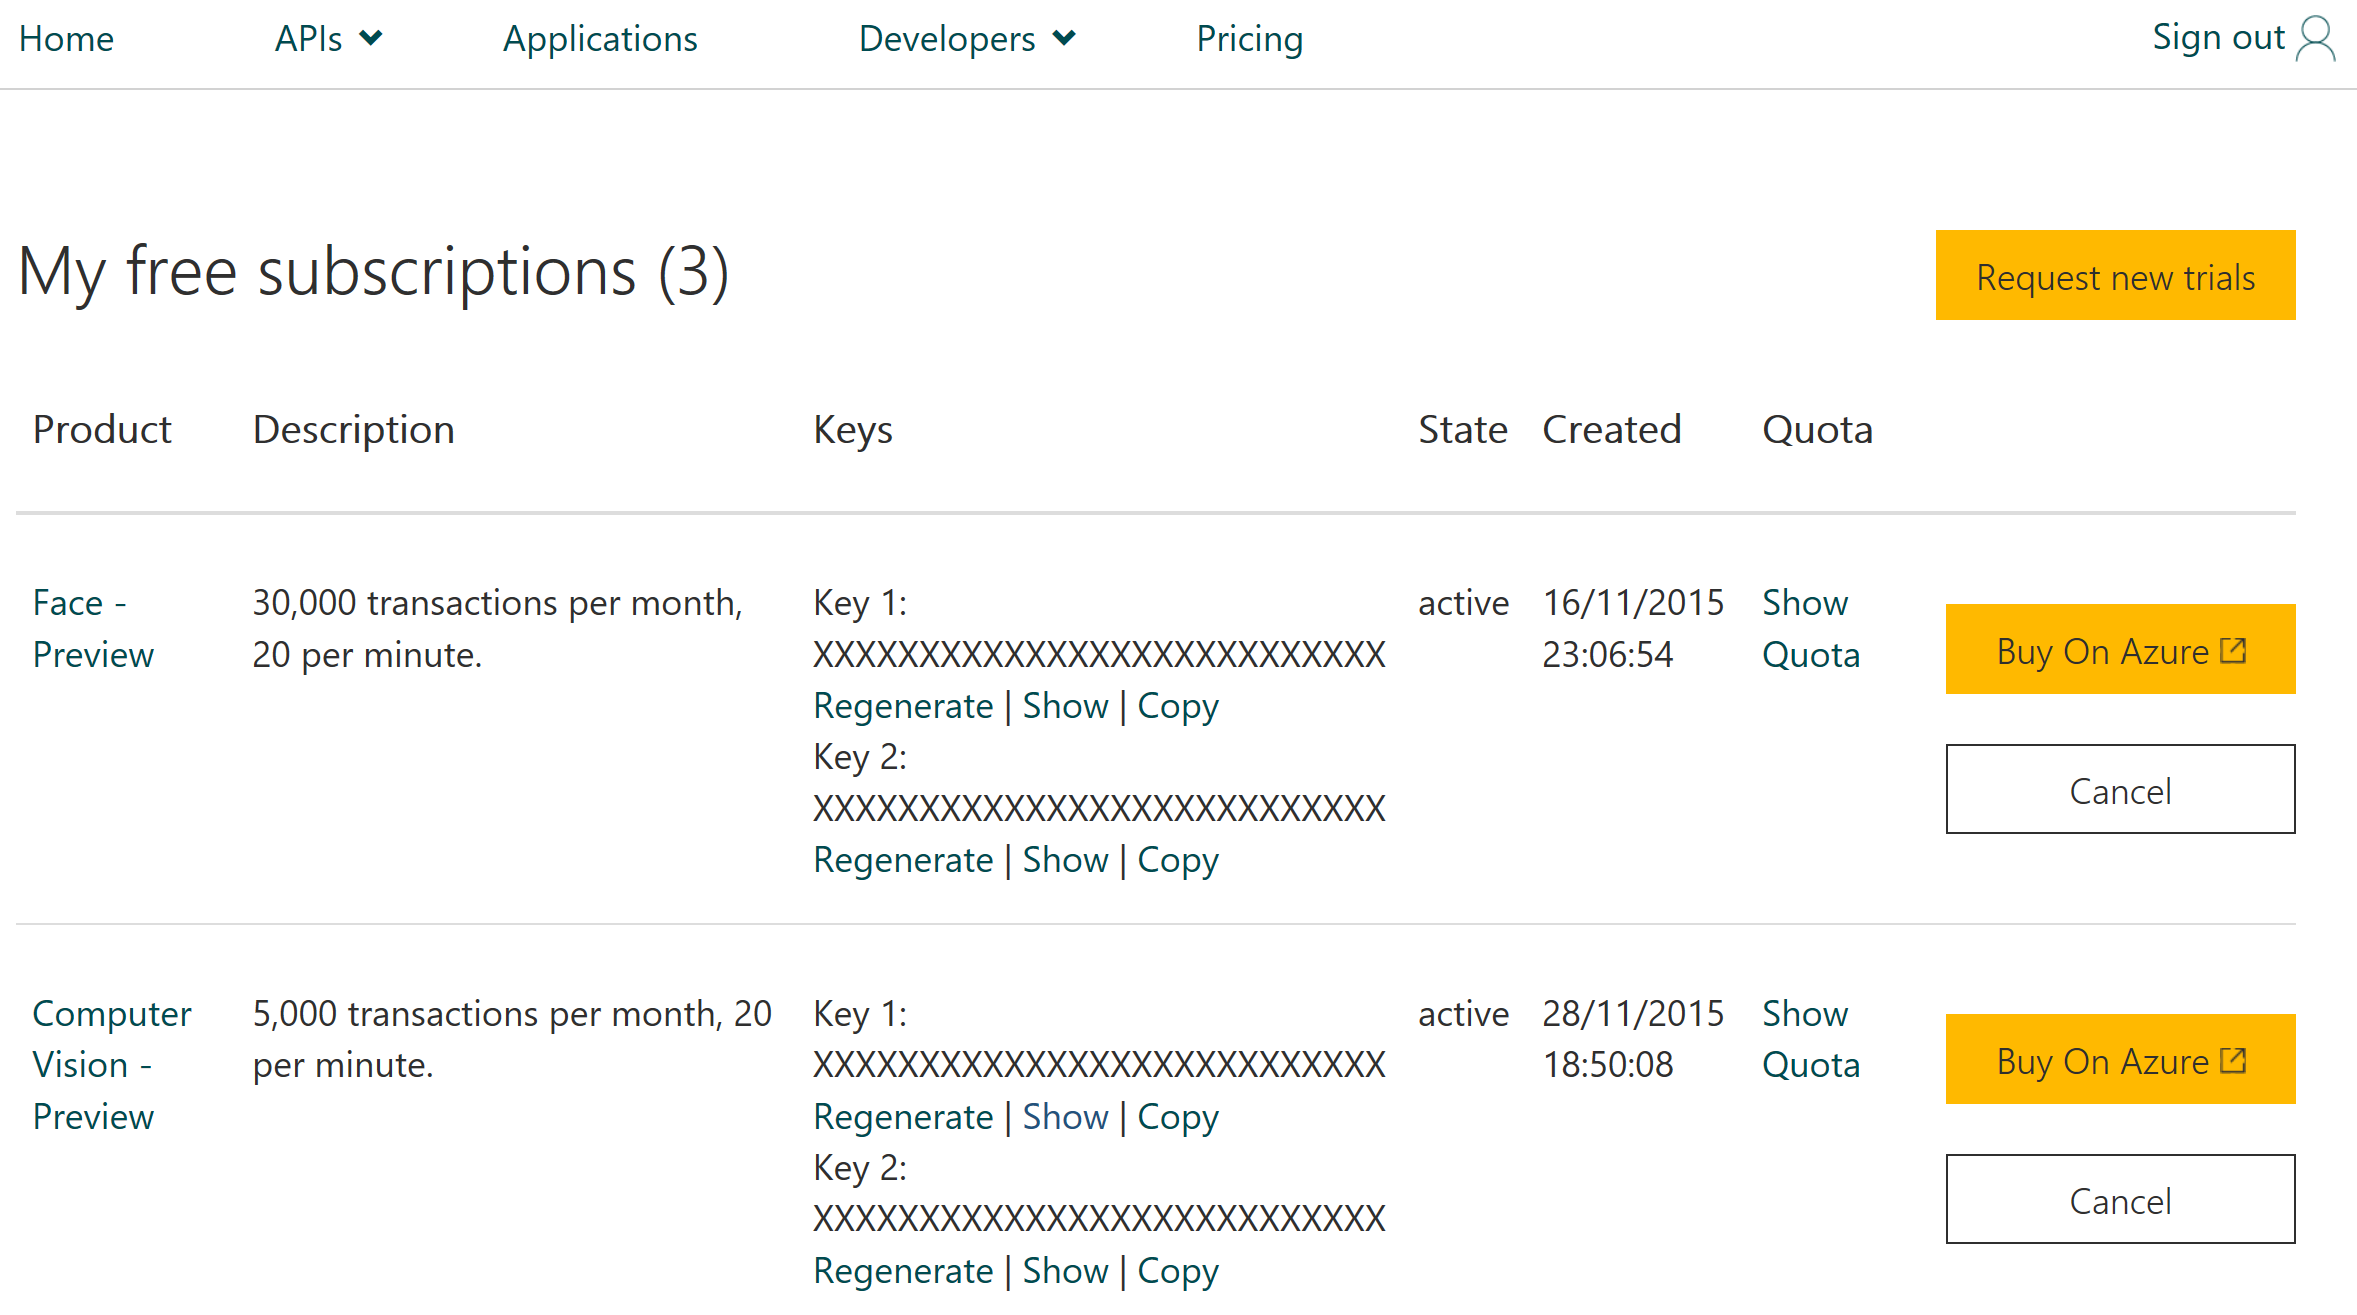 Home APIs Applications Developers Pricing Sign out
My free subscriptions (3) Request new trials
Product Description Keys State Created Quota
Face -
Preview
30,000 transactions per month,
20 per minute.
Key 1:
XXXXXXXXXXXXXXXXXXXXXXXXXXX
Regenerate | Show | Copy
Key 2:
XXXXXXXXXXXXXXXXXXXXXXXXXXX
Regenerate | Show | Copy
active
16/11/2015
23:06:54
Show
Quota
Buy On Azure
Cancel
Computer
Vision -
Preview
5,000 transactions per month, 20
per minute.
Key 1:
XXXXXXXXXXXXXXXXXXXXXXXXXXX
Regenerate | Show | Copy
Key 2:
XXXXXXXXXXXXXXXXXXXXXXXXXXX
Regenerate | Show | Copy
active
28/11/2015
18:50:08
Show
Quota
Buy On Azure
Cancel